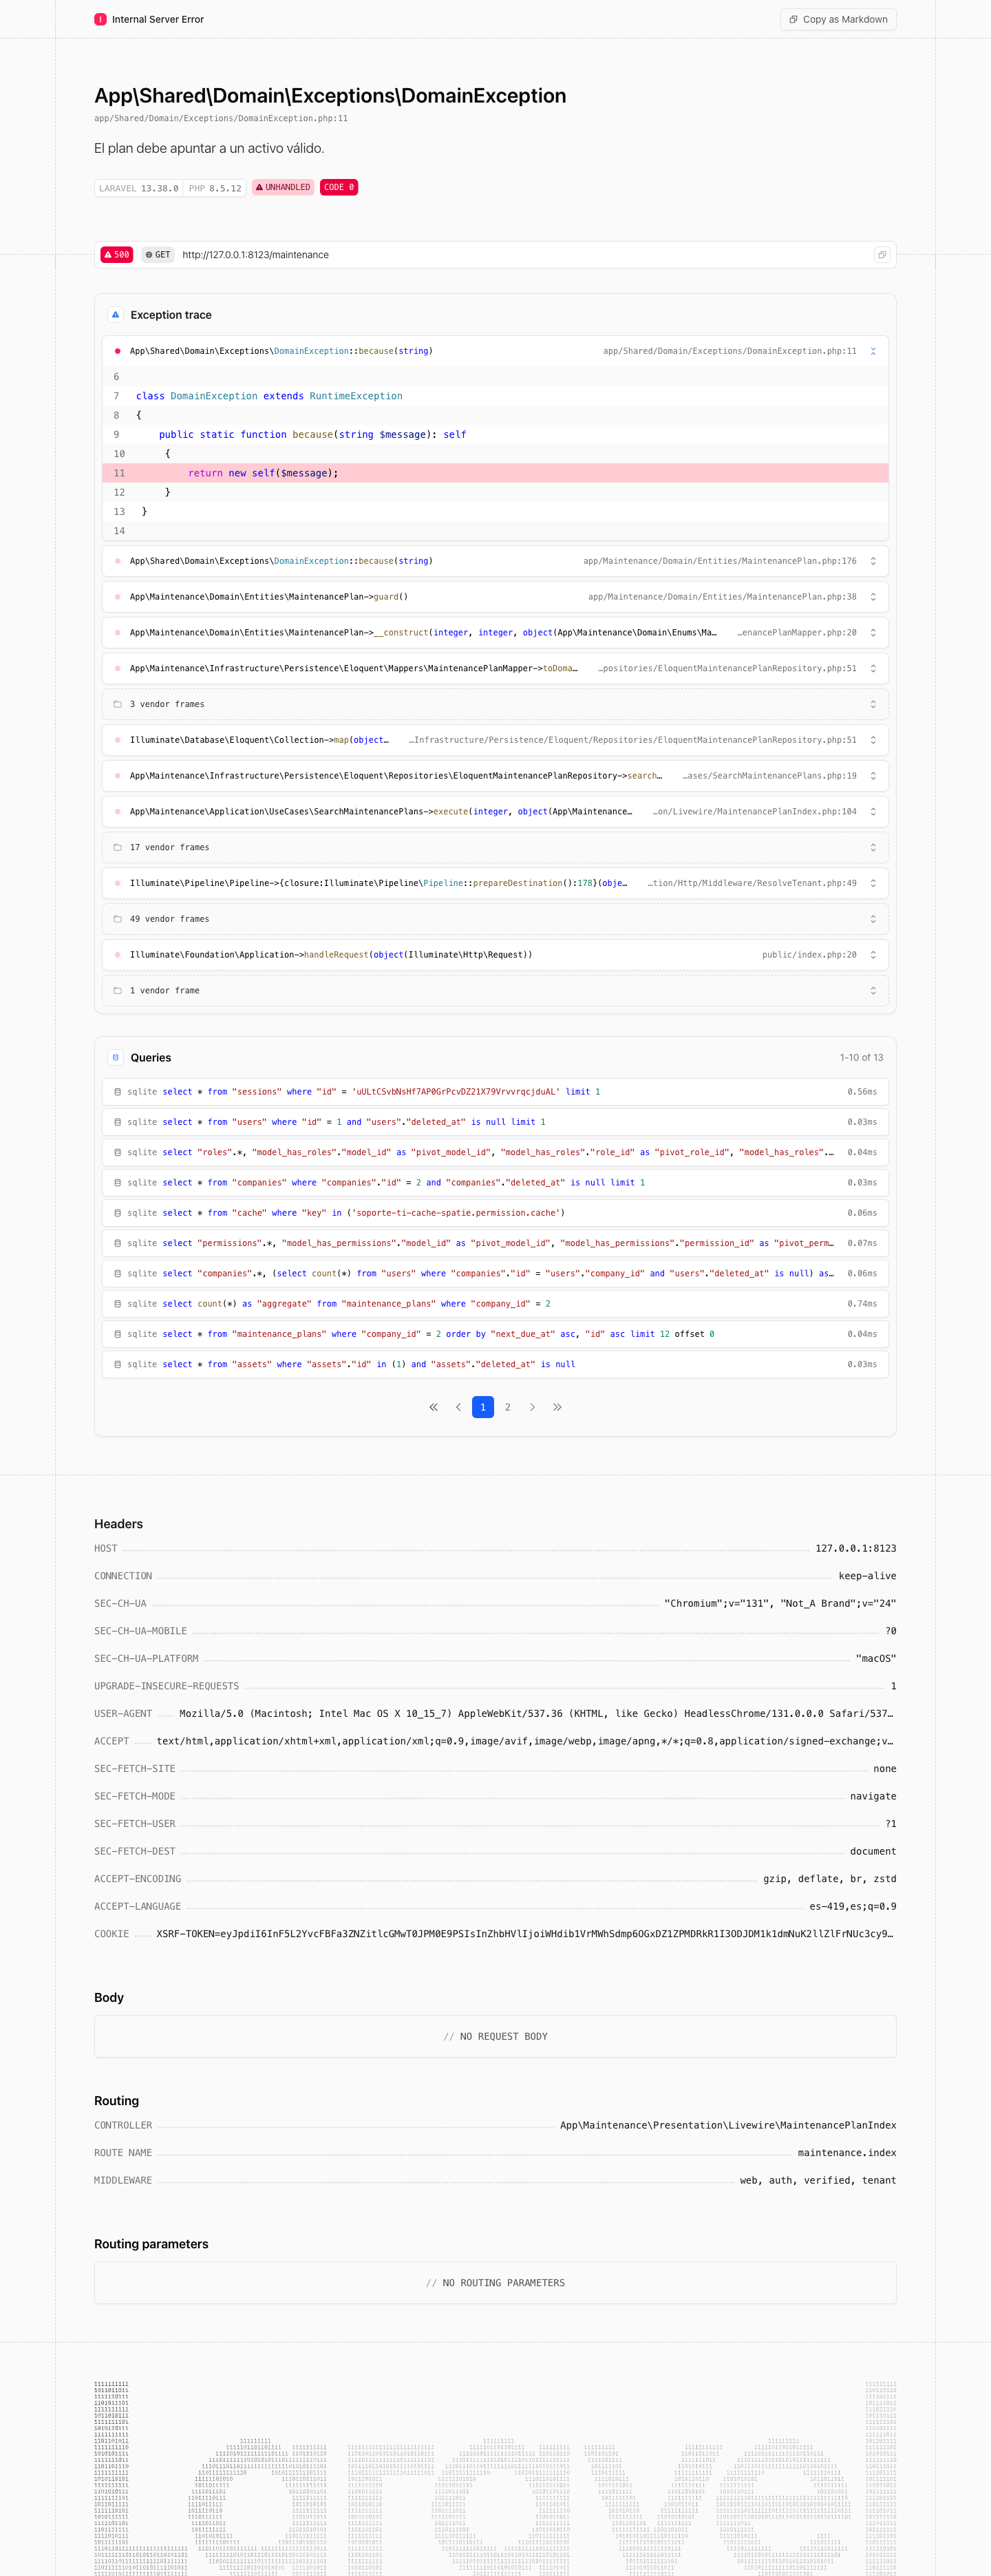 Internal Server Error
Copy as Markdown
App\Shared\Domain\Exceptions\DomainException
app/Shared/Domain/Exceptions/DomainException.php:11
El plan debe apuntar a un activo válido.
LARAVEL 13.38.0 PHP 8.5.12 UNHANDLED CODE 0
500 GET http://127.0.0.1:8123/maintenance
Exception trace
App\Shared\Domain\Exceptions\DomainException::because(string) app/Shared/Domain/Exceptions/DomainException.php:11
6
7 class DomainException extends RuntimeException
8 {
9 public static function because(string $message): self
10 {
11 return new self($message);
12 }
13 }
14
App\Shared\Domain\Exceptions\DomainException::because(string) app/Maintenance/Domain/Entities/MaintenancePlan.php:176
App\Maintenance\Domain\Entities\MaintenancePlan->guard() app/Maintenance/Domain/Entities/MaintenancePlan.php:38
App\Maintenance\Domain\Entities\MaintenancePlan->__construct(integer, integer, object(App\Maintenance\Domain\Enums\Ma… …enancePlanMapper.php:20
App\Maintenance\Infrastructure\Persistence\Eloquent\Mappers\MaintenancePlanMapper->toDoma… …positories/EloquentMaintenancePlanRepository.php:51
3 vendor frames
Illuminate\Database\Eloquent\Collection->map(object… …Infrastructure/Persistence/Eloquent/Repositories/EloquentMaintenancePlanRepository.php:51
App\Maintenance\Infrastructure\Persistence\Eloquent\Repositories\EloquentMaintenancePlanRepository->search… …ases/SearchMaintenancePlans.php:19
App\Maintenance\Application\UseCases\SearchMaintenancePlans->execute(integer, object(App\Maintenance… …on/Livewire/MaintenancePlanIndex.php:104
17 vendor frames
Illuminate\Pipeline\Pipeline->{closure:Illuminate\Pipeline\Pipeline::prepareDestination():178}(obje… …tion/Http/Middleware/ResolveTenant.php:49
49 vendor frames
Illuminate\Foundation\Application->handleRequest(object(Illuminate\Http\Request)) public/index.php:20
1 vendor frame
Queries 1-10 of 13
sqlite select * from "sessions" where "id" = 'uULtCSvbNsHf7AP0GrPcvDZ21X79VrvvrqcjduAL' limit 1 0.56ms
sqlite select * from "users" where "id" = 1 and "users"."deleted_at" is null limit 1 0.03ms
sqlite select "roles".*, "model_has_roles"."model_id" as "pivot_model_id", "model_has_roles"."role_id" as "pivot_role_id", "model_has_roles".… 0.04ms
sqlite select * from "companies" where "companies"."id" = 2 and "companies"."deleted_at" is null limit 1 0.03ms
sqlite select * from "cache" where "key" in ('soporte-ti-cache-spatie.permission.cache') 0.06ms
sqlite select "permissions".*, "model_has_permissions"."model_id" as "pivot_model_id", "model_has_permissions"."permission_id" as "pivot_perm… 0.07ms
sqlite select "companies".*, (select count(*) from "users" where "companies"."id" = "users"."company_id" and "users"."deleted_at" is null) as… 0.06ms
sqlite select count(*) as "aggregate" from "maintenance_plans" where "company_id" = 2 0.74ms
sqlite select * from "maintenance_plans" where "company_id" = 2 order by "next_due_at" asc, "id" asc limit 12 offset 0 0.04ms
sqlite select * from "assets" where "assets"."id" in (1) and "assets"."deleted_at" is null 0.03ms
1 2
Headers
HOST 127.0.0.1:8123
CONNECTION keep-alive
SEC-CH-UA "Chromium";v="131", "Not_A Brand";v="24"
SEC-CH-UA-MOBILE ?0
SEC-CH-UA-PLATFORM "macOS"
UPGRADE-INSECURE-REQUESTS 1
USER-AGENT Mozilla/5.0 (Macintosh; Intel Mac OS X 10_15_7) AppleWebKit/537.36 (KHTML, like Gecko) HeadlessChrome/131.0.0.0 Safari/537…
ACCEPT text/html,application/xhtml+xml,application/xml;q=0.9,image/avif,image/webp,image/apng,*/*;q=0.8,application/signed-exchange;v…
SEC-FETCH-SITE none
SEC-FETCH-MODE navigate
SEC-FETCH-USER ?1
SEC-FETCH-DEST document
ACCEPT-ENCODING gzip, deflate, br, zstd
ACCEPT-LANGUAGE es-419,es;q=0.9
COOKIE
Body
// NO REQUEST BODY
Routing
CONTROLLER App\Maintenance\Presentation\Livewire\MaintenancePlanIndex
ROUTE NAME maintenance.index
MIDDLEWARE web, auth, verified, tenant
Routing parameters
// NO ROUTING PARAMETERS